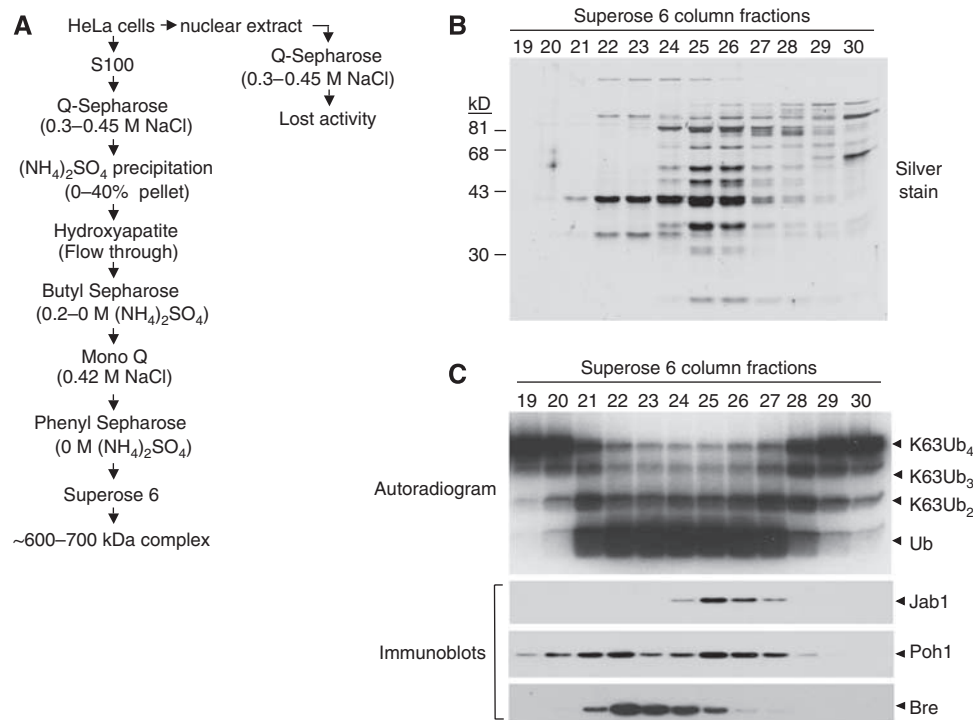 A
HeLa cells → nuclear extract
S100
Q-Sepharose
(0.3–0.45 M NaCl)
(NH4)2SO4 precipitation
(0–40% pellet)
Hydroxyapatite
(Flow through)
Butyl Sepharose
(0.2–0 M (NH4)2SO4)
Mono Q
(0.42 M NaCl)
Phenyl Sepharose
(0 M (NH4)2SO4)
Superose 6
~600–700 kDa complex
Q-Sepharose
(0.3–0.45 M NaCl)
Lost activity
B
Superose 6 column fractions
19 20 21 22 23 24 25 26 27 28 29 30
kD
81
68
43
30
Silver
stain
C
Superose 6 column fractions
19 20 21 22 23 24 25 26 27 28 29 30
Autoradiogram
K63Ub4
K63Ub3
K63Ub2
Ub
Immunoblots
Jab1
Poh1
Bre